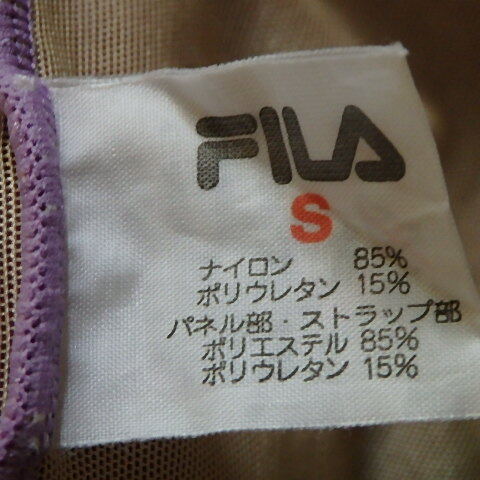 FILA
S
ナイロン 85%
ポリウレタン 15%
パネル部・ストラップ部
ポリエステル 85%
ポリウレタン 15%